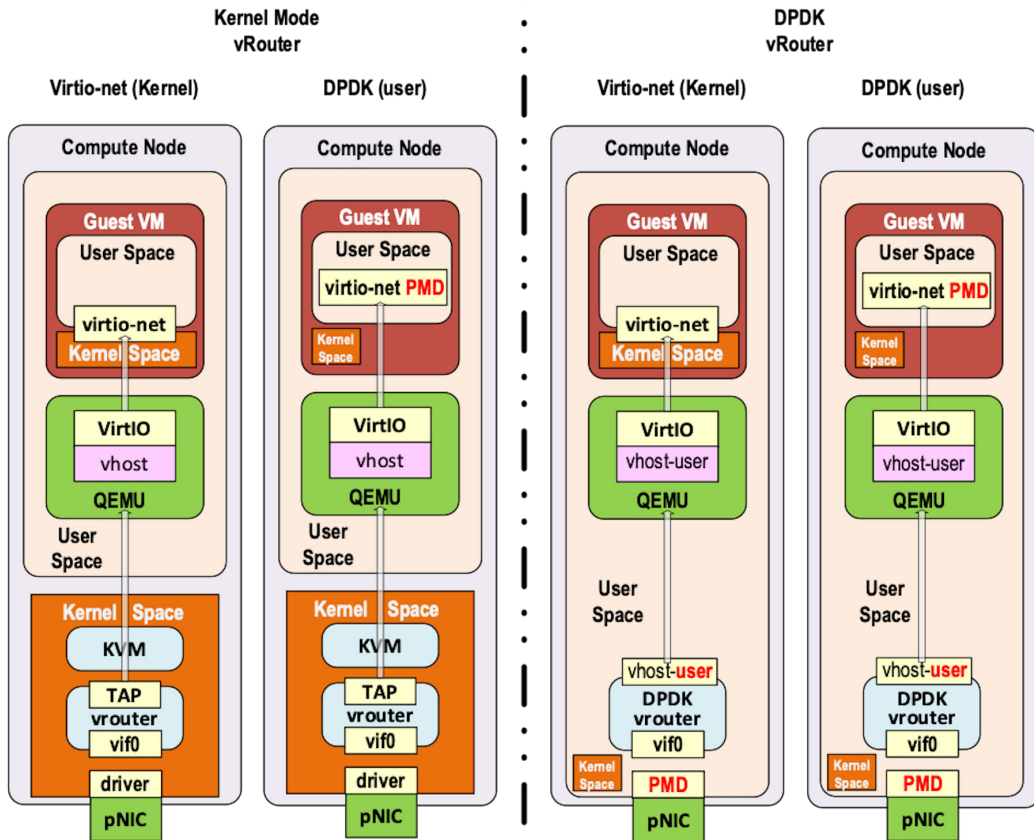 Kernel Mode
vRouter
DPDK
vRouter
Virtio-net (Kernel)
DPDK (user)
Virtio-net (Kernel)
DPDK (user)
Compute Node
Guest VM
User Space
virtio-net
Kernel Space
VirtIO
vhost
QEMU
User
Space
Kernel Space
KVM
TAP
vrouter
vif0
driver
pNIC
Compute Node
Guest VM
User Space
virtio-net PMD
Kernel
Space
VirtIO
vhost
QEMU
User
Space
Kernel Space
KVM
TAP
vrouter
vif0
driver
pNIC
Compute Node
Guest VM
User Space
virtio-net
Kernel Space
VirtIO
vhost-user
QEMU
User
Space
vhost-user
DPDK
vrouter
vif0
Kernel
Space
PMD
pNIC
Compute Node
Guest VM
User Space
virtio-net PMD
Kernel
Space
VirtIO
vhost-user
QEMU
User
Space
vhost-user
DPDK
vrouter
vif0
Kernel
Space
PMD
pNIC